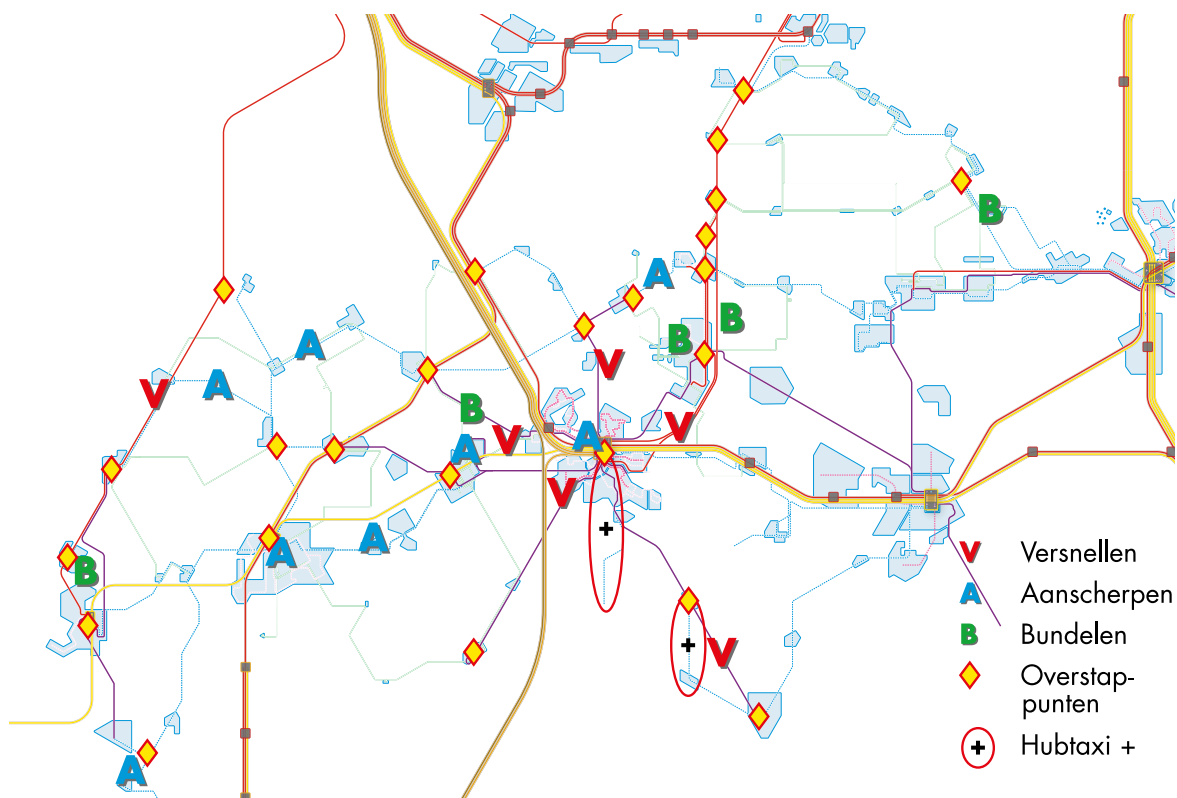 A
B
B
A
B
V
A
A
V
B
V
V
A
A
V
A
A
B
V
A
V Versnellen
A Aanscherpen
B Bundelen
Overstap-
punten
Hubtaxi +